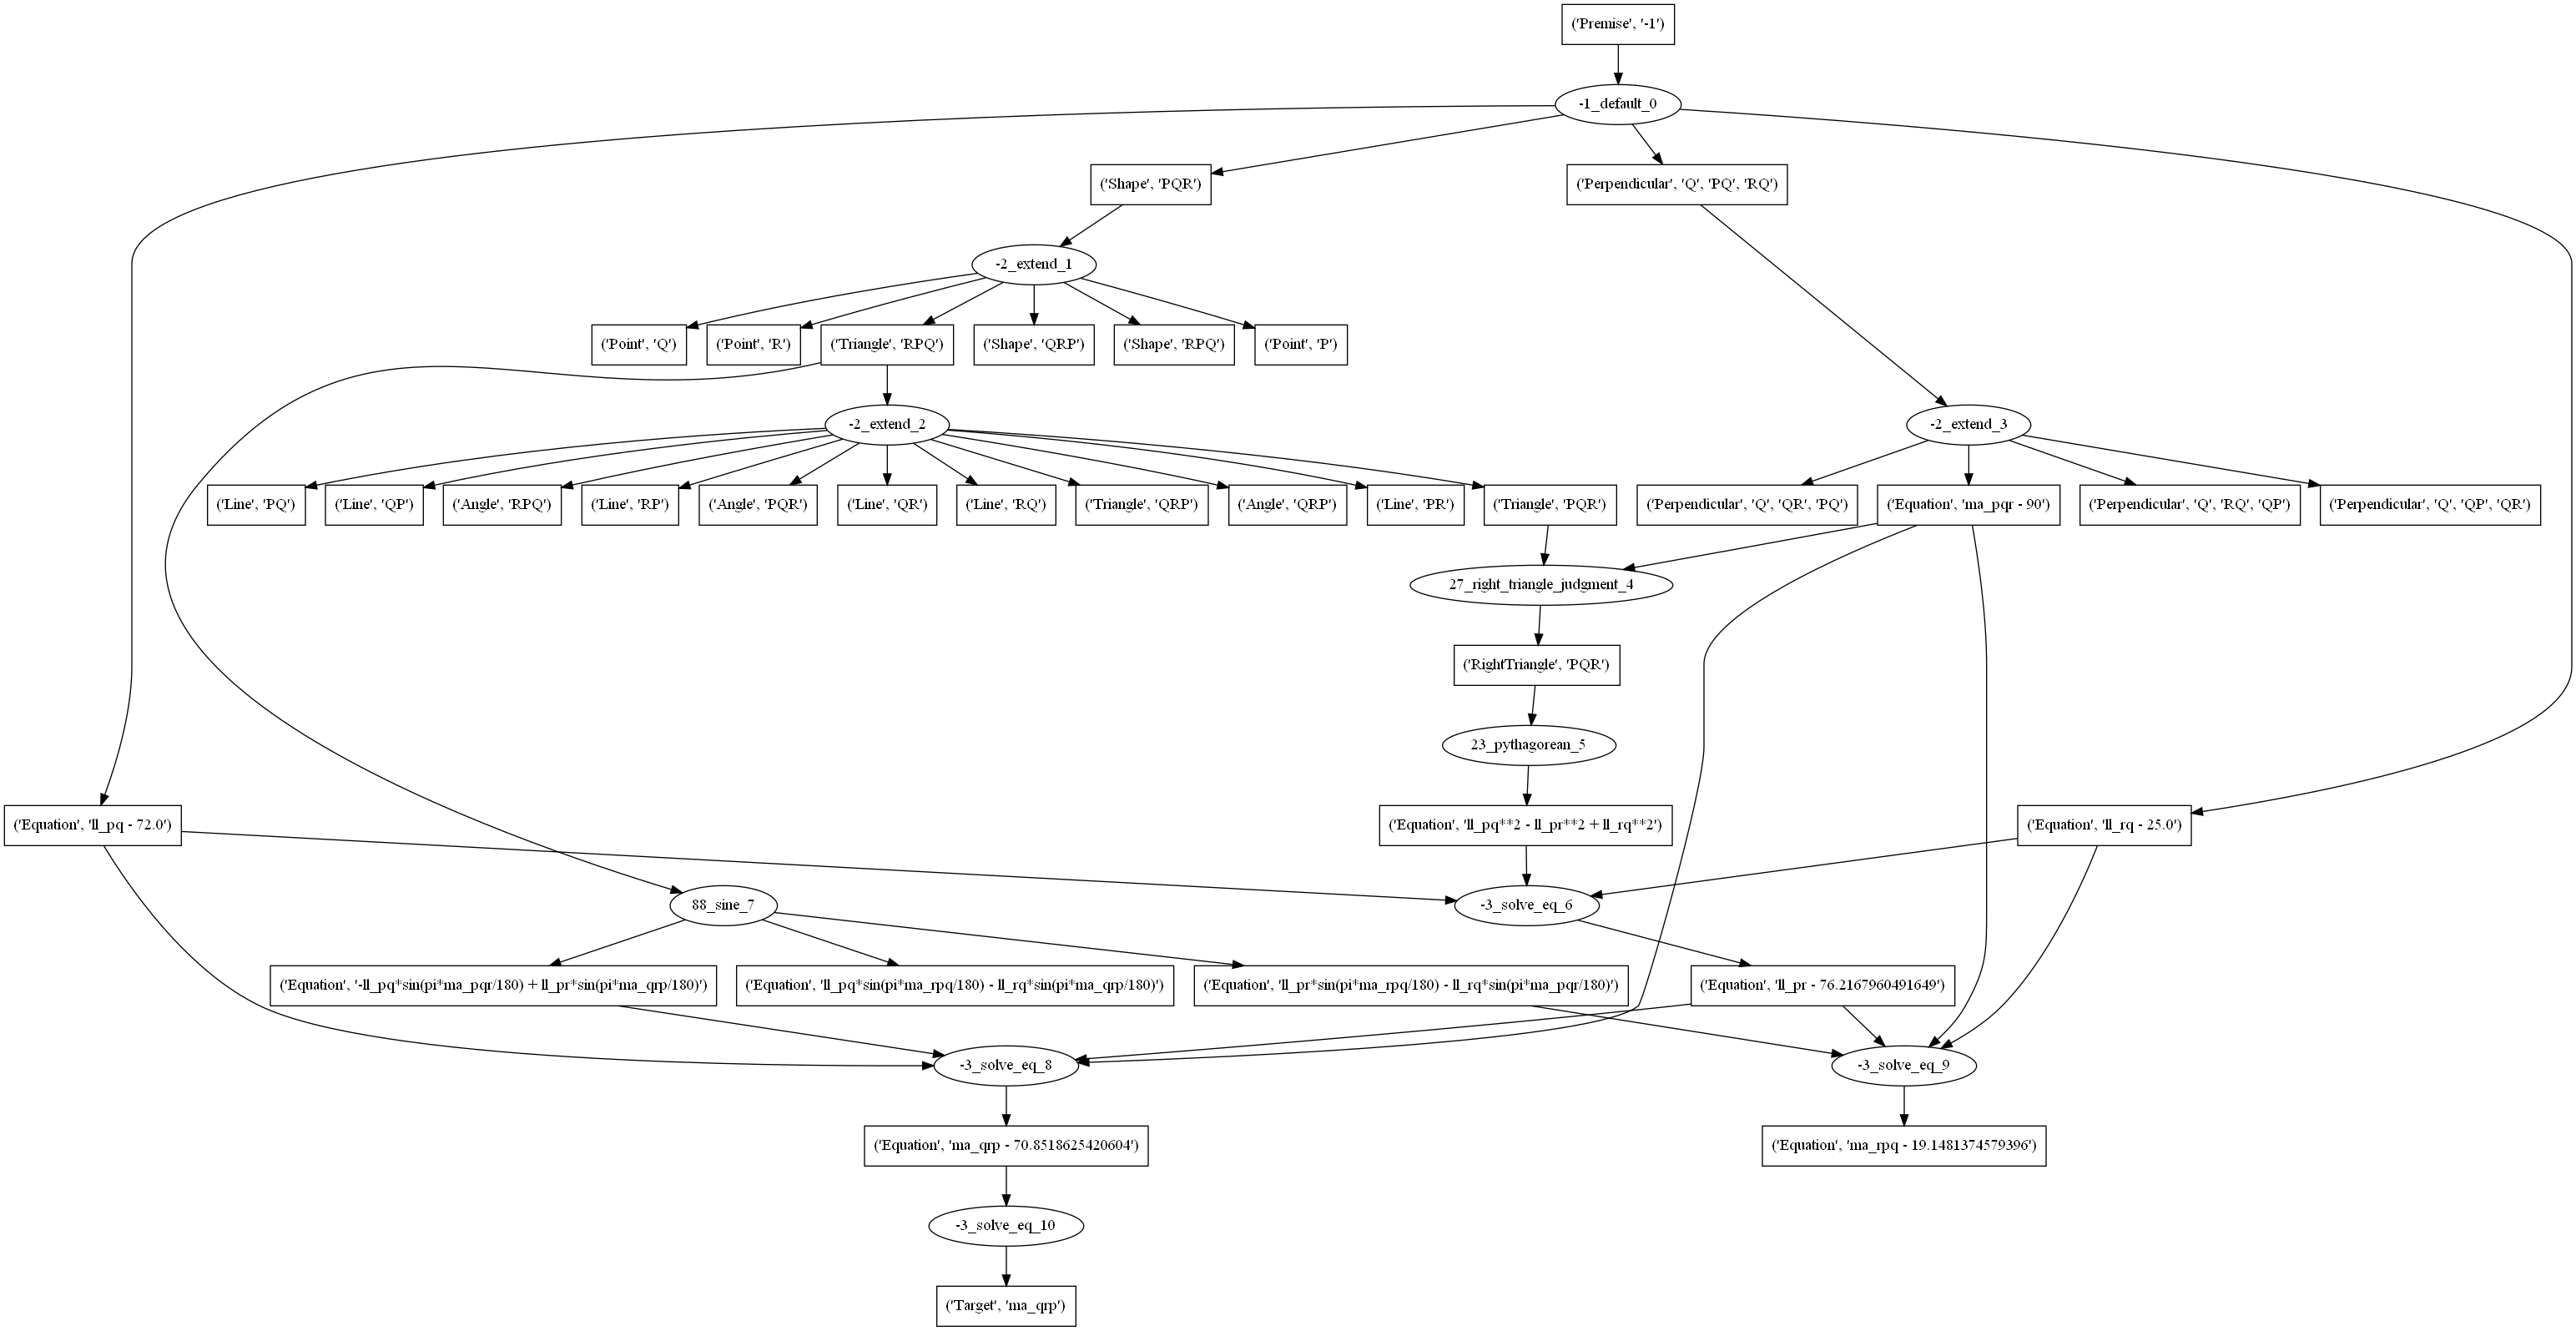 ('Premise', '-1')
-1_default_0
('Shape', 'PQR')
('Perpendicular', 'Q', 'PQ', 'RQ')
-2_extend_1
('Point', 'Q')
('Point', 'R')
('Triangle', 'RPQ')
('Shape', 'QRP')
('Shape', 'RPQ')
('Point', 'P')
-2_extend_2
-2_extend_3
('Line', 'PQ')
('Line', 'QP')
('Angle', 'RPQ')
('Line', 'RP')
('Angle', 'PQR')
('Line', 'QR')
('Line', 'RQ')
('Triangle', 'QRP')
('Angle', 'QRP')
('Line', 'PR')
('Triangle', 'PQR')
('Perpendicular', 'Q', 'QR', 'PQ')
('Equation', 'ma_pqr - 90')
('Perpendicular', 'Q', 'RQ', 'QP')
('Perpendicular', 'Q', 'QP', 'QR')
27_right_triangle_judgment_4
('RightTriangle', 'PQR')
23_pythagorean_5
('Equation', 'll_pq - 72.0')
('Equation', 'll_pq**2 - ll_pr**2 + ll_rq**2')
('Equation', 'll_rq - 25.0')
88_sine_7
-3_solve_eq_6
('Equation', '-ll_pq*sin(pi*ma_pqr/180) + ll_pr*sin(pi*ma_qrp/180)')
('Equation', 'll_pq*sin(pi*ma_rpq/180) - ll_rq*sin(pi*ma_qrp/180)')
('Equation', 'll_pr*sin(pi*ma_rpq/180) - ll_rq*sin(pi*ma_pqr/180)')
('Equation', 'll_pr - 76.2167960491649')
-3_solve_eq_8
-3_solve_eq_9
('Equation', 'ma_qrp - 70.8518625420604')
('Equation', 'ma_rpq - 19.1481374579396')
-3_solve_eq_10
('Target', 'ma_qrp')